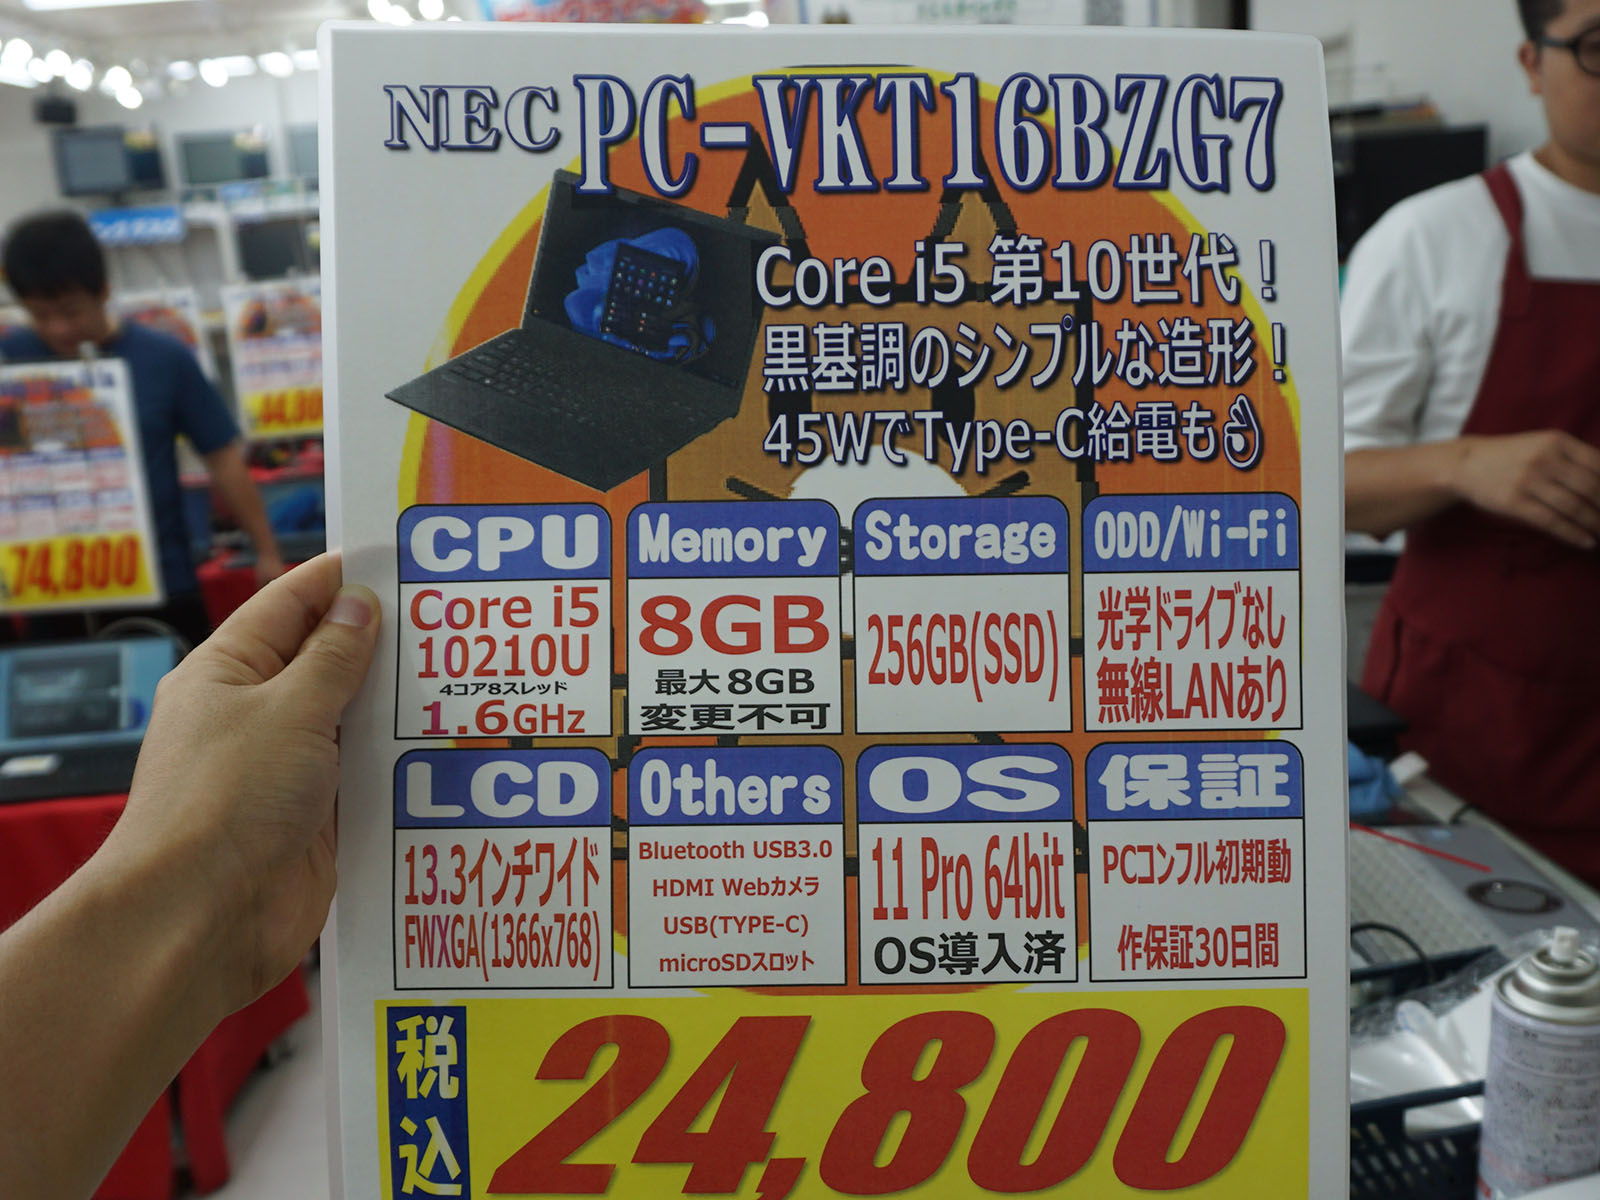 NEC PC-VKT16BZG7
Core i5 第10世代！
黒基調のシンプルな造形！
45WでType-C給電も👌
CPU
Core i5
10210U
4コア8スレッド
1.6GHz
Memory
8GB
最大8GB
変更不可
Storage
256GB(SSD)
ODD/Wi-Fi
光学ドライブなし
無線LANあり
LCD
13.3インチワイド
FWXGA(1366x768)
Others
Bluetooth USB3.0
HDMI Webカメラ
USB(TYPE-C)
microSDスロット
OS
11 Pro 64bit
OS導入済
保証
PCコンフル初期動
作保証30日間
税込
24,800
74,800
44,80